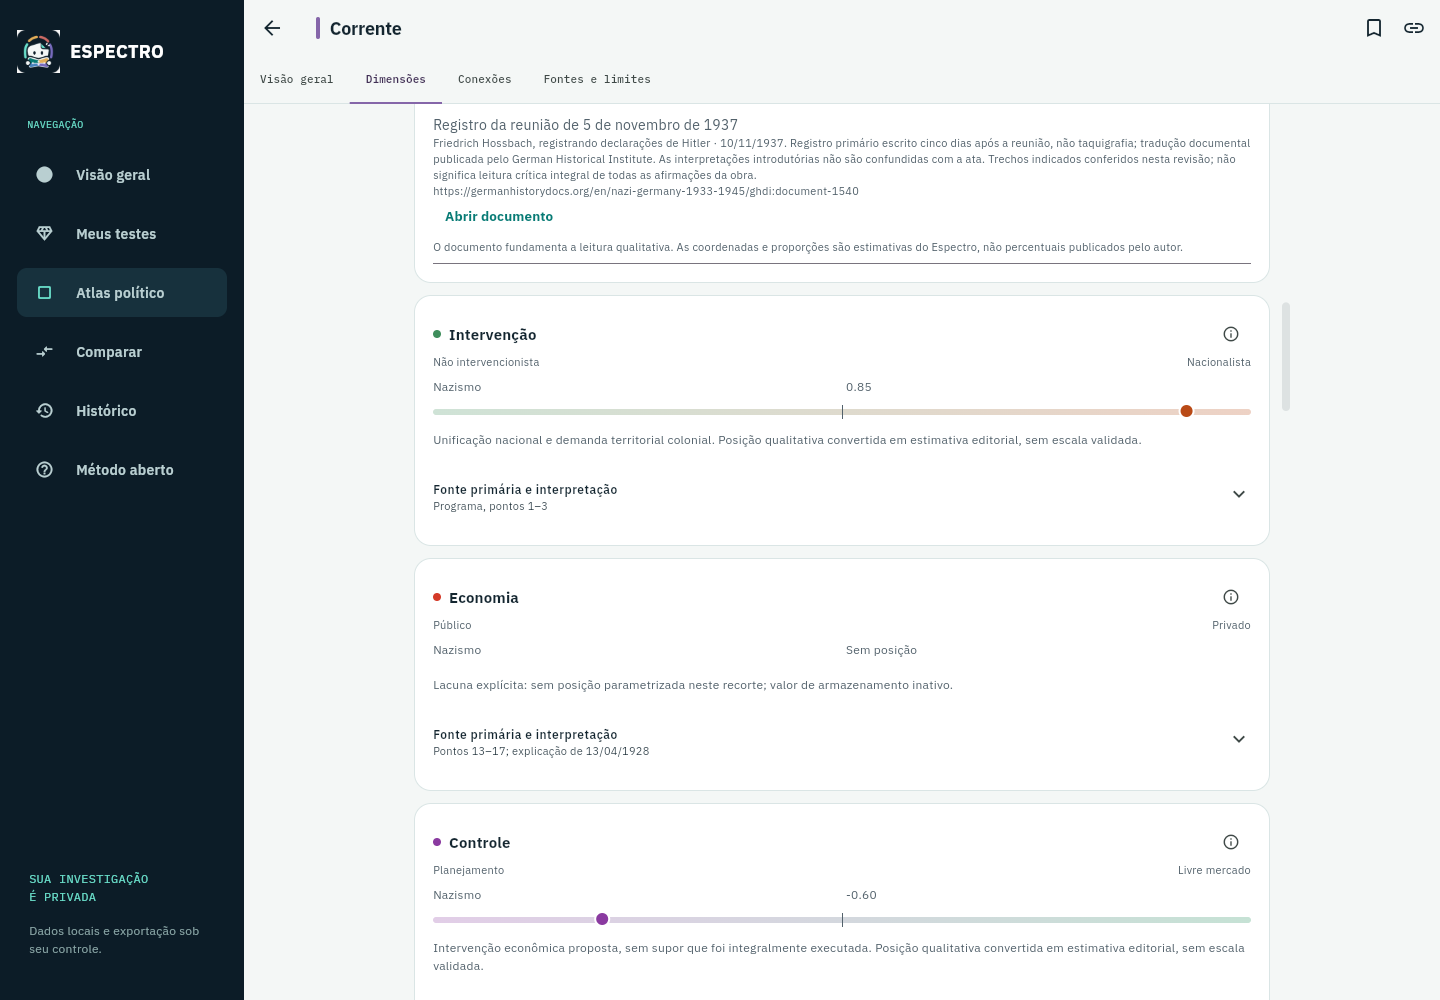 ESPECTRO
NAVEGAÇÃO
Visão geral
Meus testes
Atlas político
Comparar
Histórico
Método aberto
SUA INVESTIGAÇÃO
É PRIVADA
Dados locais e exportação sob
seu controle.
Corrente
Visão geral
Dimensões
Conexões
Fontes e limites
Registro da reunião de 5 de novembro de 1937
Friedrich Hossbach, registrando declarações de Hitler · 10/11/1937. Registro primário escrito cinco dias após a reunião, não taquigrafia; tradução documental
publicada pelo German Historical Institute. As interpretações introdutórias não são confundidas com a ata. Trechos indicados conferidos nesta revisão; não
significa leitura crítica integral de todas as afirmações da obra.
https://germanhistorydocs.org/en/nazi-germany-1933-1945/ghdi:document-1540
Abrir documento
O documento fundamenta a leitura qualitativa. As coordenadas e proporções são estimativas do Espectro, não percentuais publicados pelo autor.
Intervenção
Não intervencionista
Nacionalista
Nazismo
0.85
Unificação nacional e demanda territorial colonial. Posição qualitativa convertida em estimativa editorial, sem escala validada.
Fonte primária e interpretação
Programa, pontos 1–3
Economia
Público
Privado
Nazismo
Sem posição
Lacuna explícita: sem posição parametrizada neste recorte; valor de armazenamento inativo.
Fonte primária e interpretação
Pontos 13–17; explicação de 13/04/1928
Controle
Planejamento
Livre mercado
Nazismo
-0.60
Intervenção econômica proposta, sem supor que foi integralmente executada. Posição qualitativa convertida em estimativa editorial, sem escala
validada.